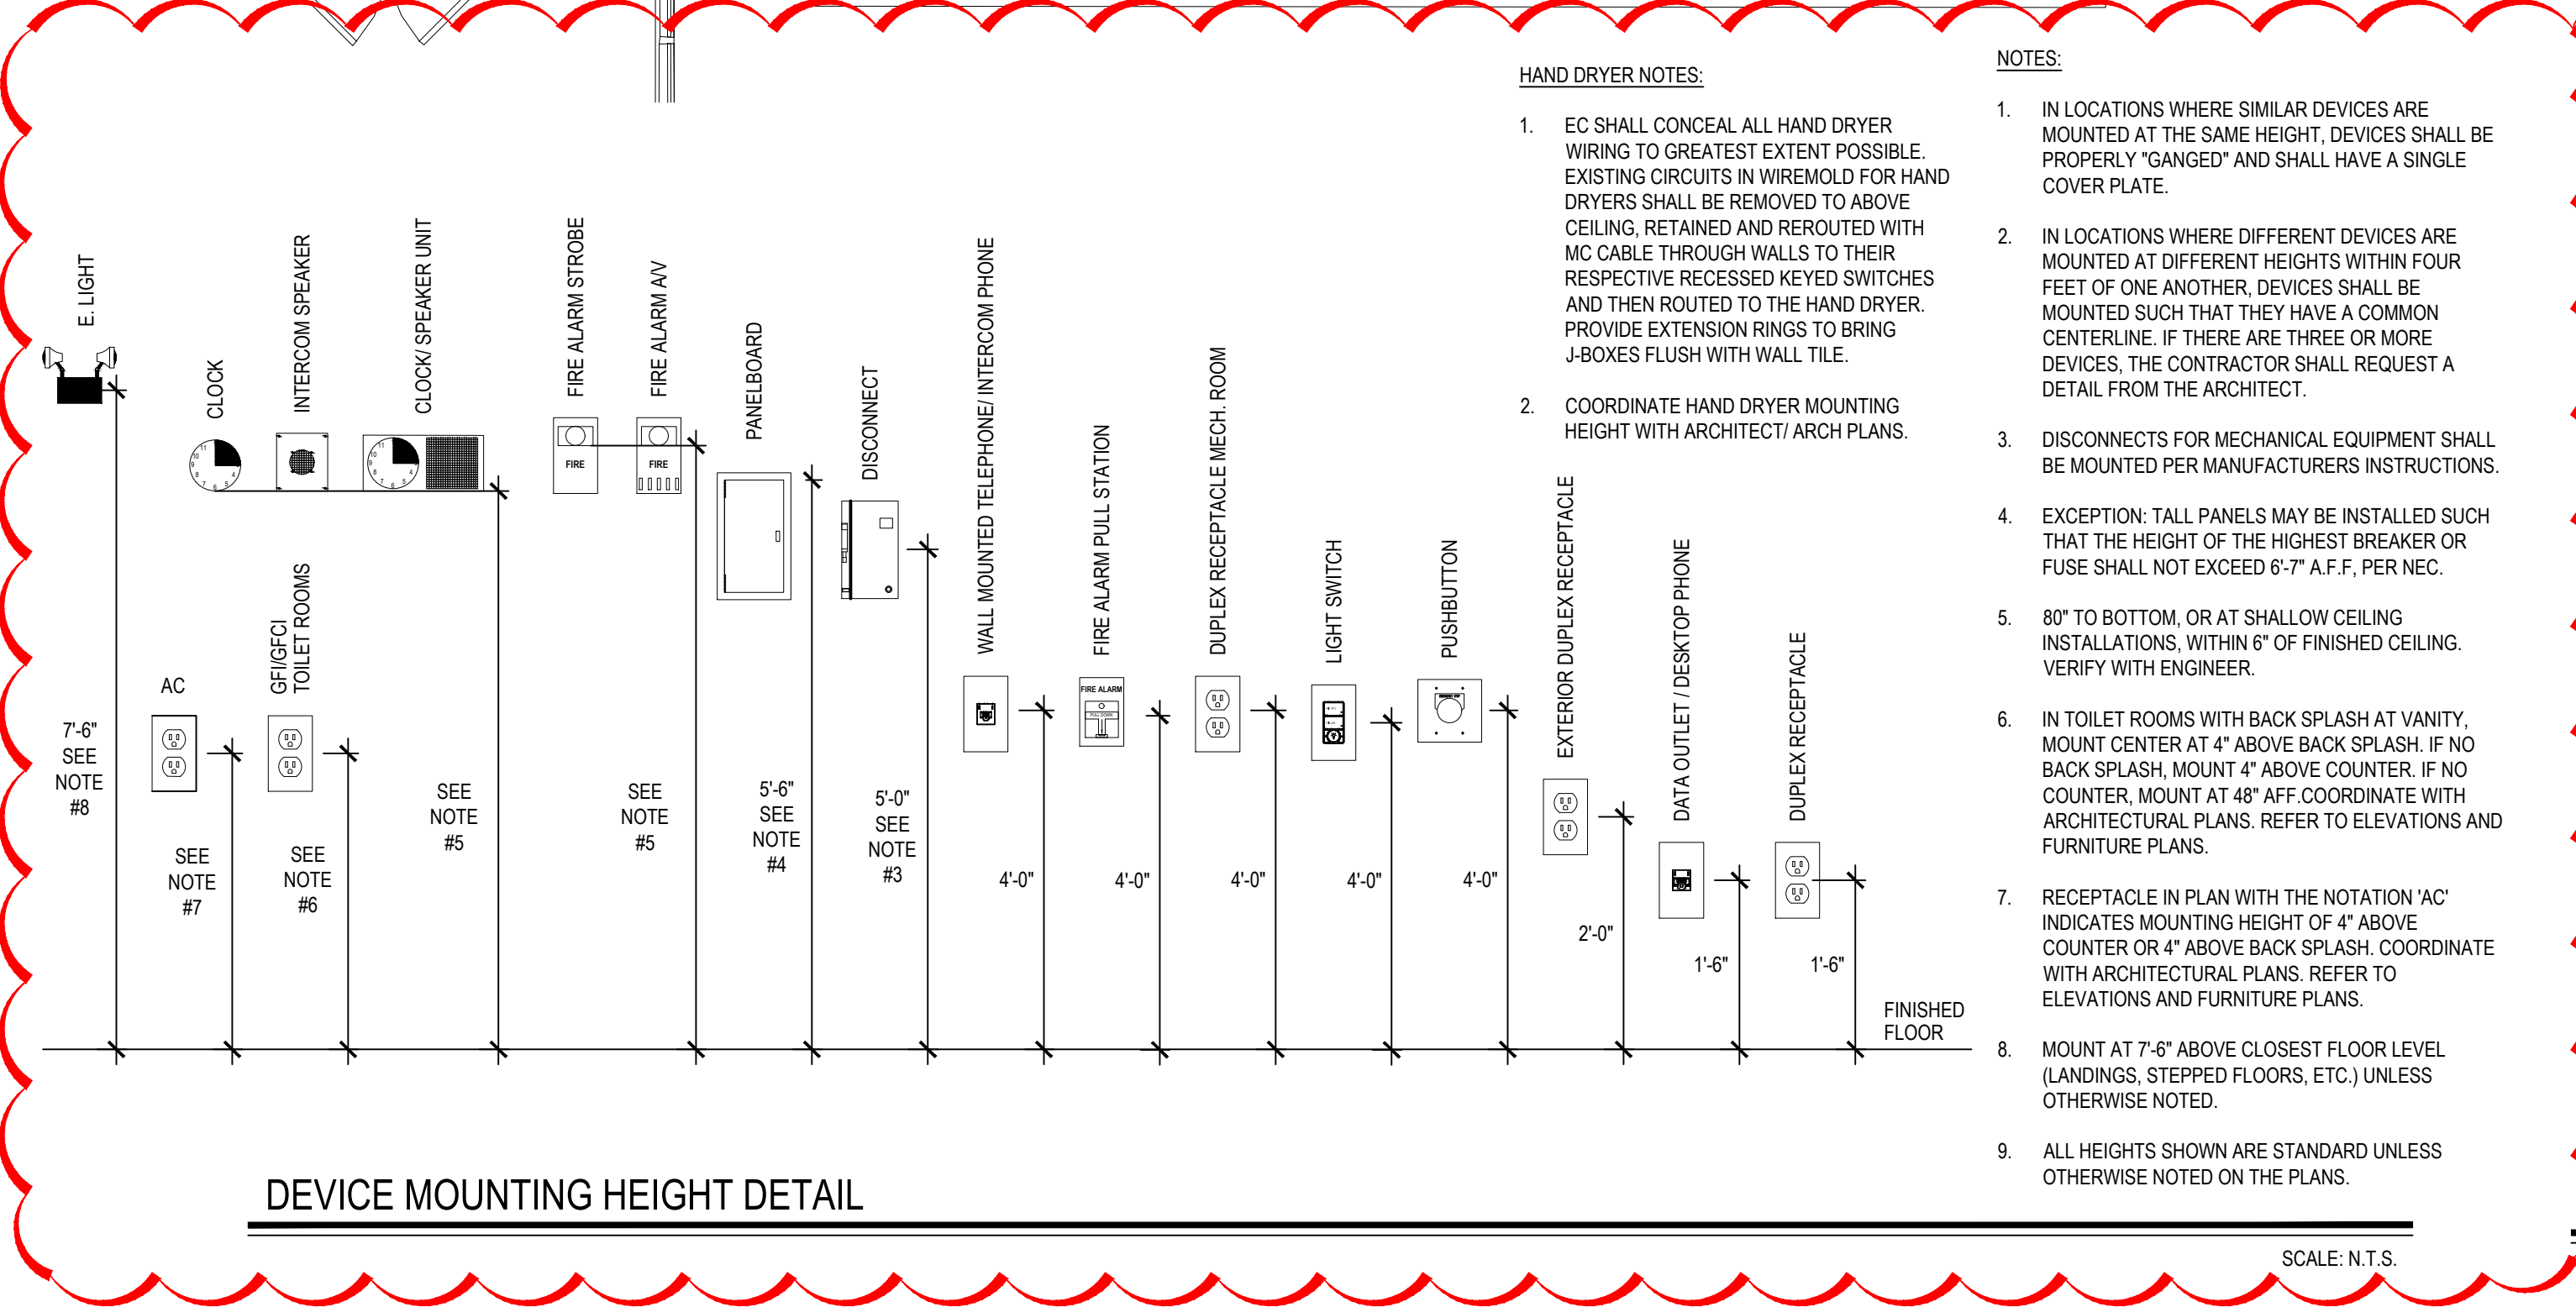 HAND DRYER NOTES:
1. EC SHALL CONCEAL ALL HAND DRYER
WIRING TO GREATEST EXTENT POSSIBLE.
EXISTING CIRCUITS IN WIREMOLD FOR HAND
DRYERS SHALL BE REMOVED TO ABOVE
CEILING, RETAINED AND REROUTED WITH
MC CABLE THROUGH WALLS TO THEIR
RESPECTIVE RECESSED KEYED SWITCHES
AND THEN ROUTED TO THE HAND DRYER.
PROVIDE EXTENSION RINGS TO BRING
J-BOXES FLUSH WITH WALL TILE.
2. COORDINATE HAND DRYER MOUNTING
HEIGHT WITH ARCHITECT/ ARCH PLANS.
NOTES:
1. IN LOCATIONS WHERE SIMILAR DEVICES ARE
MOUNTED AT THE SAME HEIGHT, DEVICES SHALL BE
PROPERLY "GANGED" AND SHALL HAVE A SINGLE
COVER PLATE.
2. IN LOCATIONS WHERE DIFFERENT DEVICES ARE
MOUNTED AT DIFFERENT HEIGHTS WITHIN FOUR
FEET OF ONE ANOTHER, DEVICES SHALL BE
MOUNTED SUCH THAT THEY HAVE A COMMON
CENTERLINE. IF THERE ARE THREE OR MORE
DEVICES, THE CONTRACTOR SHALL REQUEST A
DETAIL FROM THE ARCHITECT.
3. DISCONNECTS FOR MECHANICAL EQUIPMENT SHALL
BE MOUNTED PER MANUFACTURERS INSTRUCTIONS.
4. EXCEPTION: TALL PANELS MAY BE INSTALLED SUCH
THAT THE HEIGHT OF THE HIGHEST BREAKER OR
FUSE SHALL NOT EXCEED 6'-7" A.F.F, PER NEC.
5. 80" TO BOTTOM, OR AT SHALLOW CEILING
INSTALLATIONS, WITHIN 6" OF FINISHED CEILING.
VERIFY WITH ENGINEER.
6. IN TOILET ROOMS WITH BACK SPLASH AT VANITY,
MOUNT CENTER AT 4" ABOVE BACK SPLASH. IF NO
BACK SPLASH, MOUNT 4" ABOVE COUNTER. IF NO
COUNTER, MOUNT AT 48" AFF.COORDINATE WITH
ARCHITECTURAL PLANS. REFER TO ELEVATIONS AND
FURNITURE PLANS.
7. RECEPTACLE IN PLAN WITH THE NOTATION 'AC'
INDICATES MOUNTING HEIGHT OF 4" ABOVE
COUNTER OR 4" ABOVE BACK SPLASH. COORDINATE
WITH ARCHITECTURAL PLANS. REFER TO
ELEVATIONS AND FURNITURE PLANS.
8. MOUNT AT 7'-6" ABOVE CLOSEST FLOOR LEVEL
(LANDINGS, STEPPED FLOORS, ETC.) UNLESS
OTHERWISE NOTED.
9. ALL HEIGHTS SHOWN ARE STANDARD UNLESS
OTHERWISE NOTED ON THE PLANS.
E. LIGHT
7'-6"
SEE
NOTE
#8
CLOCK
11
10
9
8
7
6
5
4
INTERCOM SPEAKER
CLOCK/ SPEAKER UNIT
11
10
9
8
7
6
5
4
SEE
NOTE
#5
AC
SEE
NOTE
#7
GFI/GFCI
TOILET ROOMS
SEE
NOTE
#6
FIRE ALARM STROBE
FIRE
FIRE ALARM A/V
FIRE
SEE
NOTE
#5
PANELBOARD
5'-6"
SEE
NOTE
#4
DISCONNECT
5'-0"
SEE
NOTE
#3
WALL MOUNTED TELEPHONE/ INTERCOM PHONE
4'-0"
FIRE ALARM PULL STATION
FIRE ALARM
PULL DOWN
4'-0"
DUPLEX RECEPTACLE MECH. ROOM
4'-0"
LIGHT SWITCH
4'-0"
PUSHBUTTON
4'-0"
EXTERIOR DUPLEX RECEPTACLE
2'-0"
DATA OUTLET / DESKTOP PHONE
1'-6"
DUPLEX RECEPTACLE
1'-6"
FINISHED
FLOOR
DEVICE MOUNTING HEIGHT DETAIL
SCALE: N.T.S.